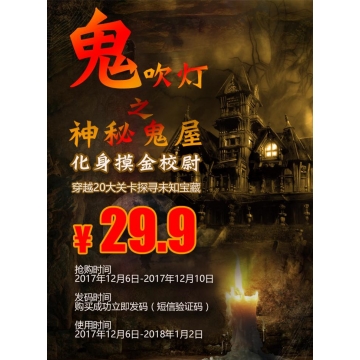 鬼吹灯
之
神秘鬼屋
化身摸金校尉
穿越20大关卡探寻未知宝藏
¥29.9
抢购时间
2017年12月6日-2017年12月10日
发码时间
购买成功立即发码（短信验证码）
使用时间
2017年12月6日-2018年1月2日